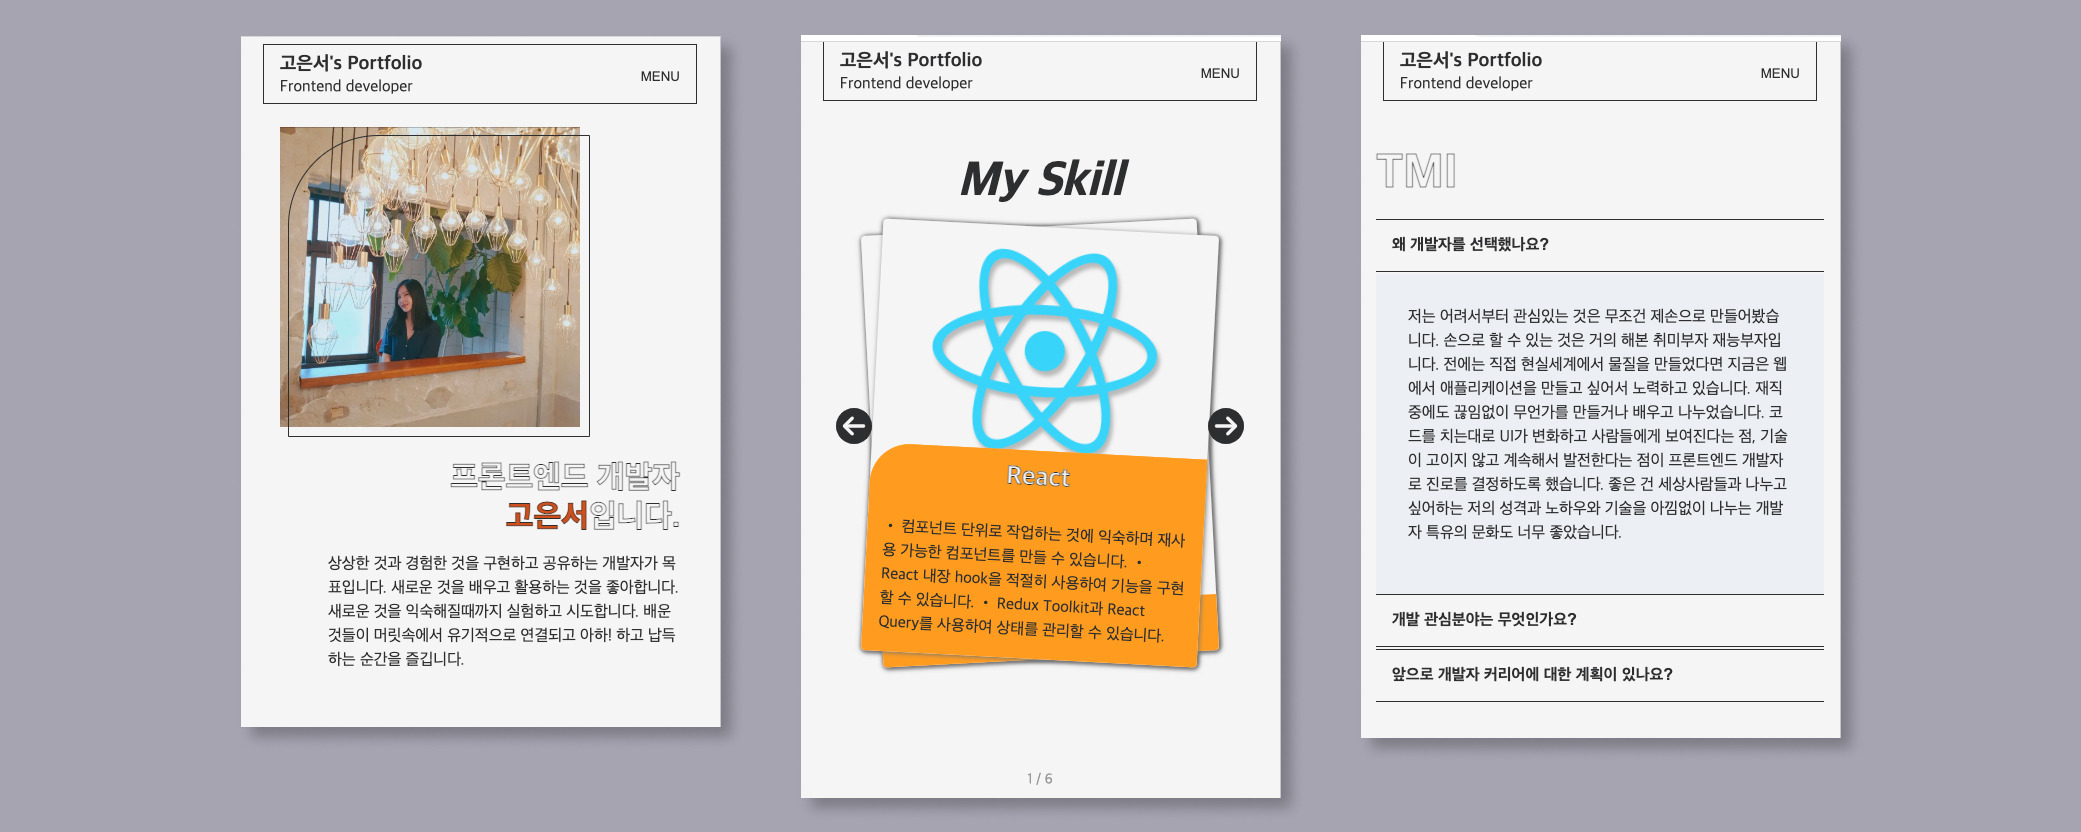 고은서's Portfolio
Frontend developer
MENU
프론트엔드 개발자
고은서입니다.
상상한 것과 경험한 것을 구현하고 공유하는 개발자가 목
표입니다. 새로운 것을 배우고 활용하는 것을 좋아합니다.
새로운 것을 익숙해질때까지 실험하고 시도합니다. 배운
것들이 머릿속에서 유기적으로 연결되고 아하! 하고 납득
하는 순간을 즐깁니다.
고은서's Portfolio
Frontend developer
MENU
My Skill
React
• 컴포넌트 단위로 작업하는 것에 익숙하며 재사
용 가능한 컴포넌트를 만들 수 있습니다. •
React 내장 hook을 적절히 사용하여 기능을 구현
할 수 있습니다. • Redux Toolkit과 React
Query를 사용하여 상태를 관리할 수 있습니다.
1 / 6
고은서's Portfolio
Frontend developer
MENU
TMI
왜 개발자를 선택했나요?
저는 어려서부터 관심있는 것은 무조건 제손으로 만들어봤습
니다. 손으로 할 수 있는 것은 거의 해본 취미부자 재능부자입
니다. 전에는 직접 현실세계에서 물질을 만들었다면 지금은 웹
에서 애플리케이션을 만들고 싶어서 노력하고 있습니다. 재직
중에도 끊임없이 무언가를 만들거나 배우고 나누었습니다. 코
드를 치는대로 UI가 변화하고 사람들에게 보여진다는 점, 기술
이 고이지 않고 계속해서 발전한다는 점이 프론트엔드 개발자
로 진로를 결정하도록 했습니다. 좋은 건 세상사람들과 나누고
싶어하는 저의 성격과 노하우와 기술을 아낌없이 나누는 개발
자 특유의 문화도 너무 좋았습니다.
개발 관심분야는 무엇인가요?
앞으로 개발자 커리어에 대한 계획이 있나요?